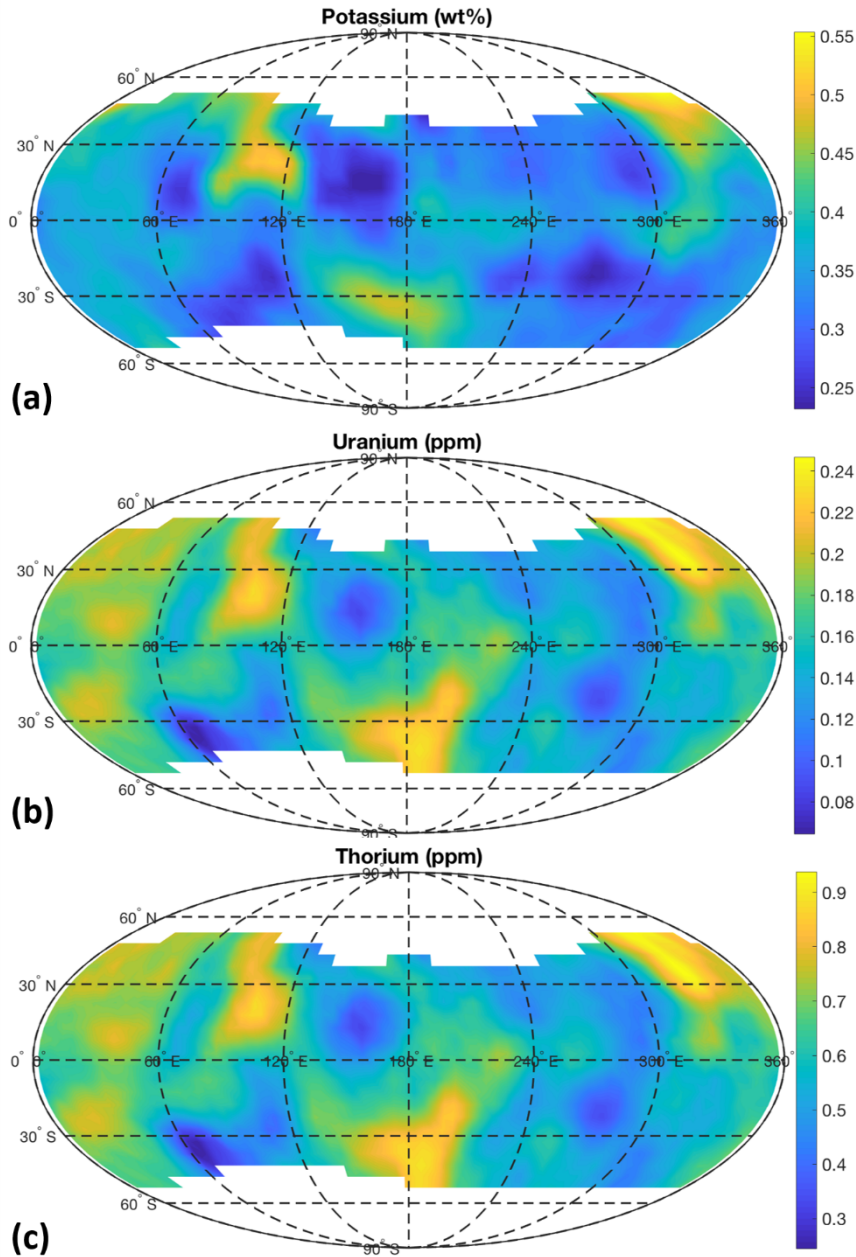 Potassium (wt%)
90° N
60° N
30° N
0° 0° 60° E 120° E 180° E 240° E 300° E 360°
30° S
60° S
90° S
0.55
0.5
0.45
0.4
0.35
0.3
0.25
(a)
Uranium (ppm)
90° N
60° N
30° N
0° 0° 60° E 120° E 180° E 240° E 300° E 360°
30° S
60° S
90° S
0.24
0.22
0.2
0.18
0.16
0.14
0.12
0.1
0.08
(b)
Thorium (ppm)
90° N
60° N
30° N
0° 0° 60° E 120° E 180° E 240° E 300° E 360°
30° S
60° S
90° S
0.9
0.8
0.7
0.6
0.5
0.4
0.3
(c)